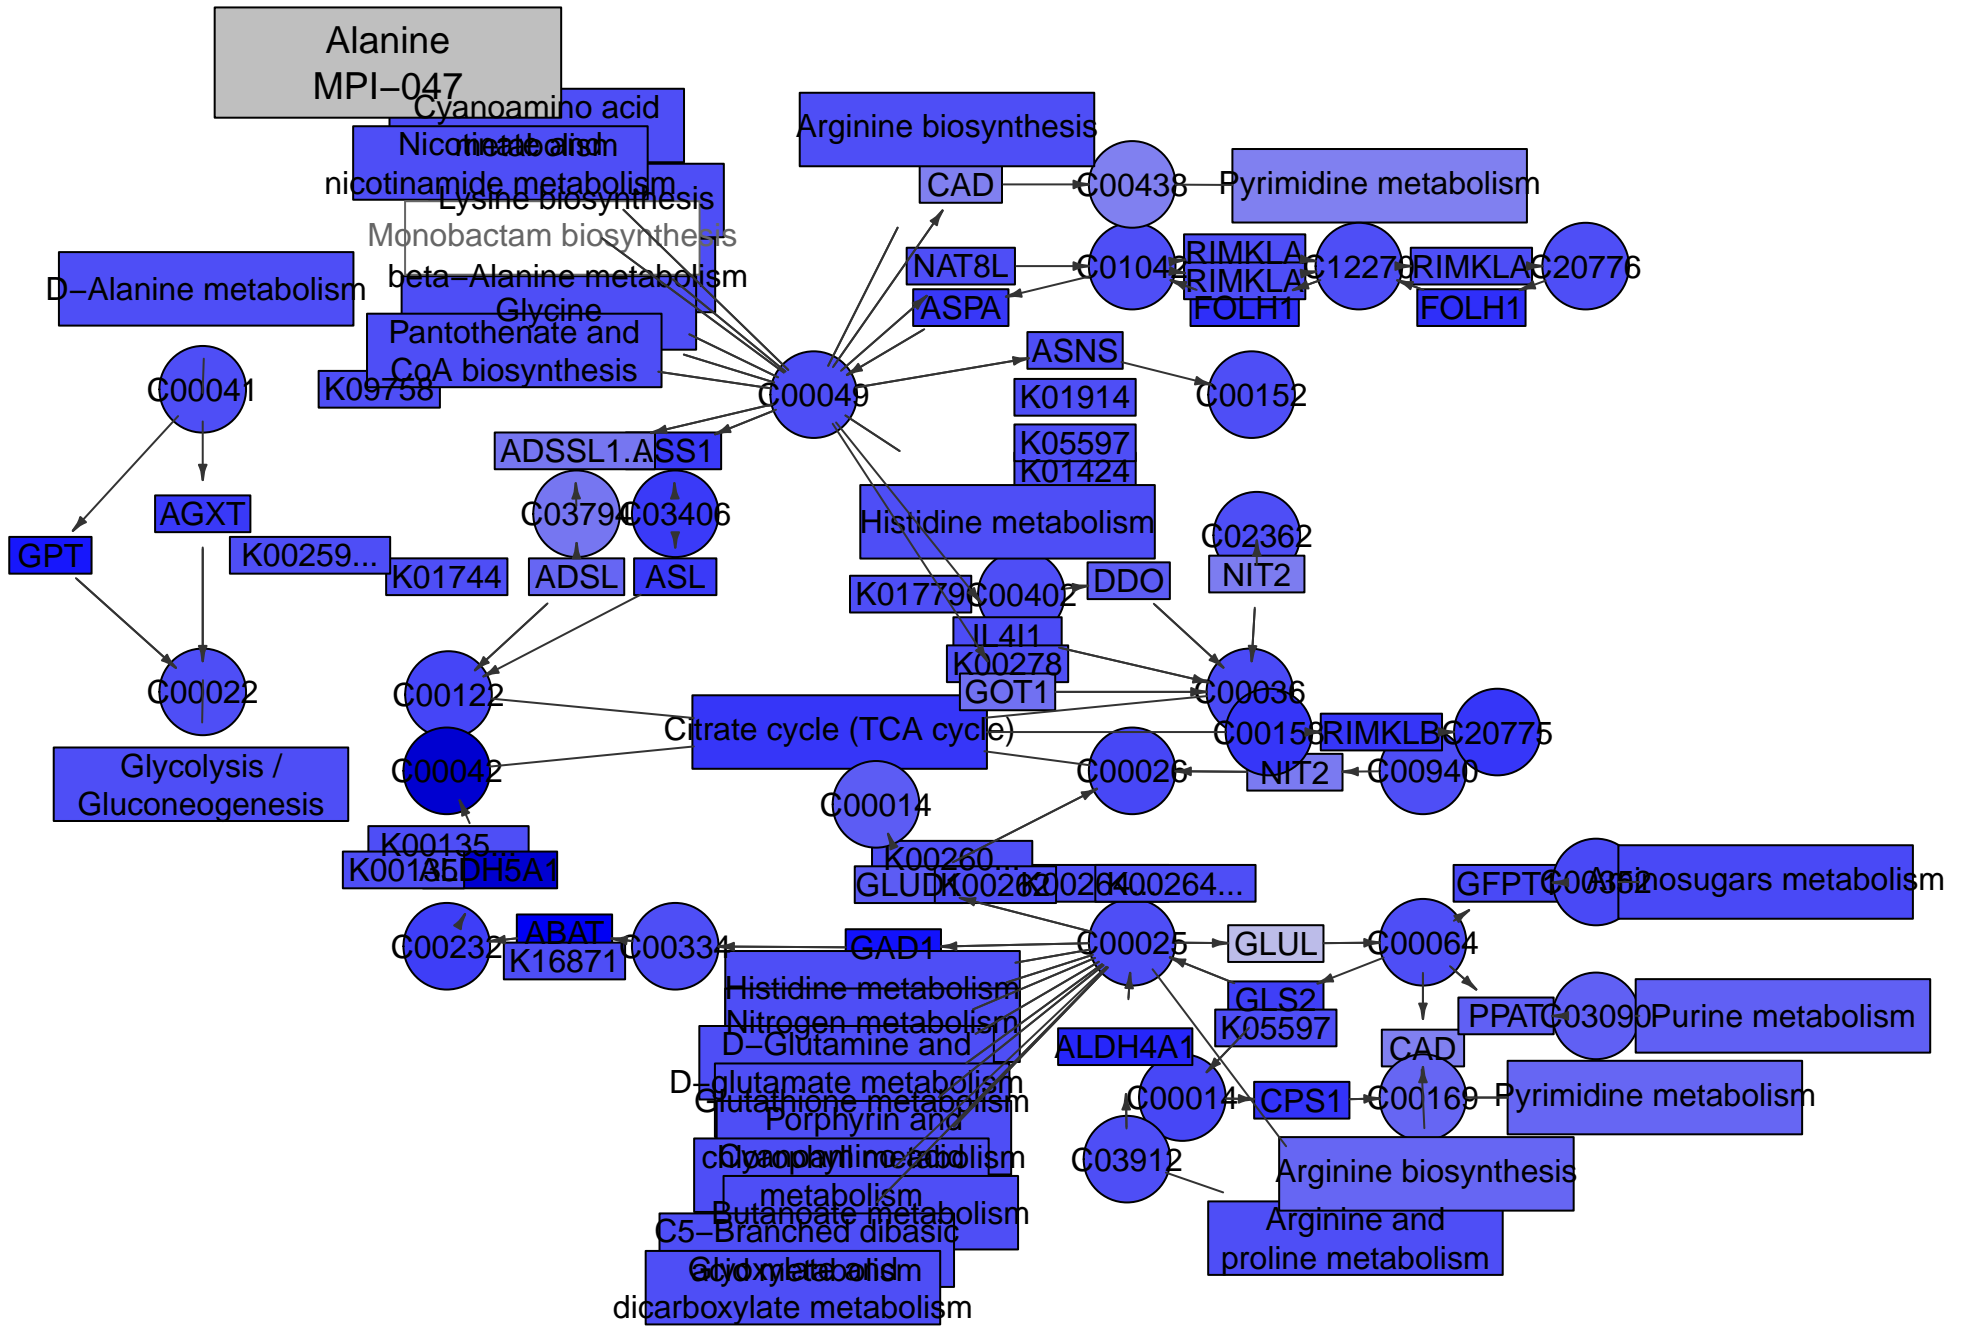 Alanine
MPI−047
Cyanoamino acid
metabolism
Nicotinate and
nicotinamide metabolism
Lysine biosynthesis
Monobactam biosynthesis
beta−Alanine metabolism
Glycine
Pantothenate and
CoA biosynthesis
Arginine biosynthesis
CAD
C00438
Pyrimidine metabolism
D−Alanine metabolism
NAT8L
ASPA
RIMKLA
RIMKLA
FOLH1
RIMKLA
C20776
FOLH1
C00041
K09758
C00049
ASNS
C00152
K01914
K05597
K01424
ADSSL1...
ASS1
C03406
Histidine metabolism
C02362
NIT2
AGXT
GPT
K00259...
K01744
ADSL
ASL
K01779
C00402
DDO
IL4I1
K00278
GOT1
C00022
C00122
C00036
Citrate cycle (TCA cycle)
C00158
RIMKLB
C20775
C00042
C00026
NIT2
C00940
Glycolysis /
Gluconeogenesis
C00014
K00135...
ALDH5A1
K00260...
GLUD1
K00262
K00264...
GFPT1
C00352
Aminosugars metabolism
C00232
ABAT
K16871
C00334
GAD1
C00025
GLUL
C00064
Histidine metabolism
Nitrogen metabolism
D−Glutamine and
D−glutamate metabolism
Glutathione metabolism
Porphyrin and
chlorophyll metabolism
Cyanoamino acid
metabolism
Butanoate metabolism
C5−Branched dibasic
acid metabolism
Glyoxylate and
dicarboxylate metabolism
GLS2
K05597
ALDH4A1
PPAT
C03090
Purine metabolism
CAD
C00014
CPS1
C00169
Pyrimidine metabolism
C03912
Arginine biosynthesis
Arginine and
proline metabolism